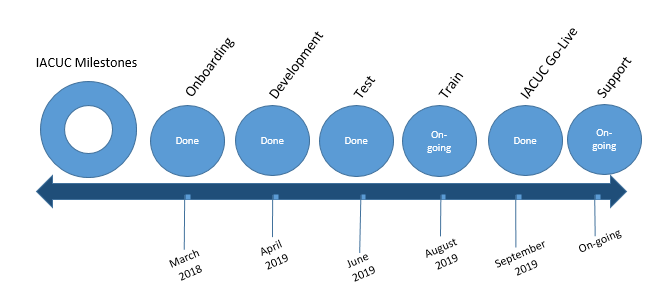 IACUC Milestones
Onboarding
Development
Test
Train
IACUC Go-Live
Support
Done
Done
Done
On-
going
Done
On-
going
March
2018
April
2019
June
2019
August
2019
September
2019
On-going